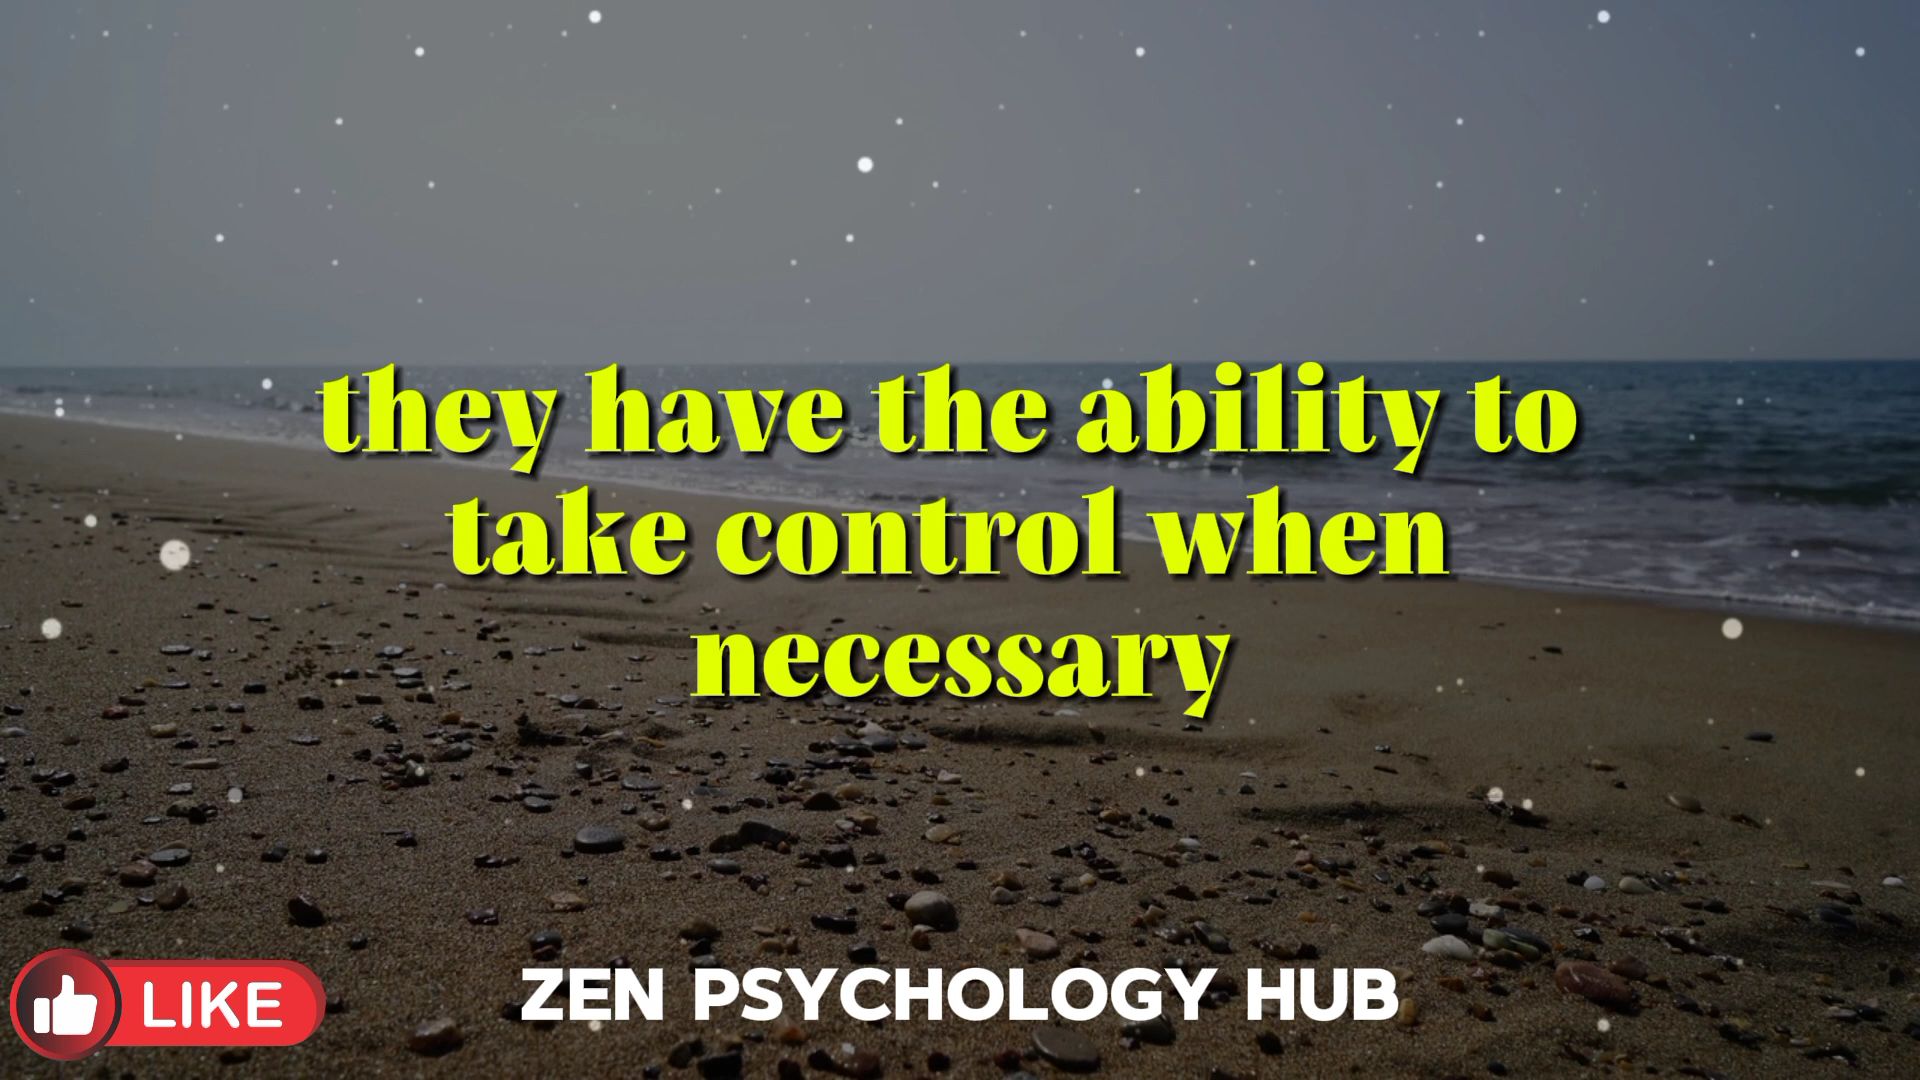 they have the ability to
take control when
necessary
LIKE
ZEN PSYCHOLOGY HUB